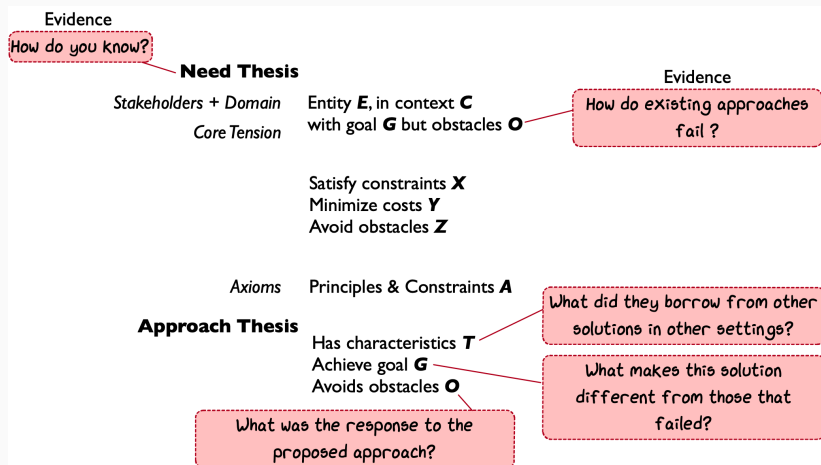 Evidence
How do you know?
Need Thesis
Evidence
Stakeholders + Domain
Entity E, in context C
How do existing approaches
fail ?
Core Tension
with goal G but obstacles O
Satisfy constraints X
Minimize costs Y
Avoid obstacles Z
Axioms
Principles & Constraints A
What did they borrow from other
solutions in other settings?
Approach Thesis
Has characteristics T
Achieve goal G
Avoids obstacles O
What makes this solution
different from those that
failed?
What was the response to the
proposed approach?